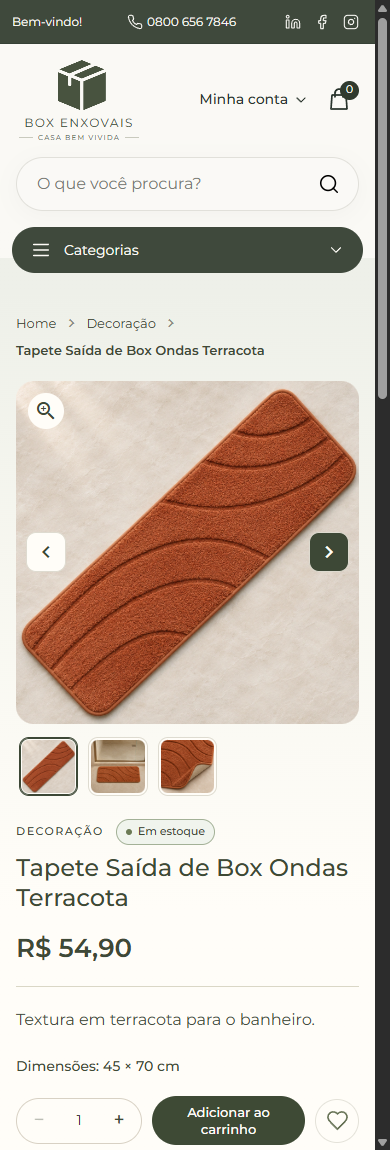 Bem-vindo!
0800 656 7846
BOX ENXOVAIS
CASA BEM VIVIDA
Minha conta
0
O que você procura?
Categorias
Home
Decoração
Tapete Saída de Box Ondas Terracota
DECORAÇÃO
Em estoque
Tapete Saída de Box Ondas
Terracota
R$ 54,90
Textura em terracota para o banheiro.
Dimensões: 45 × 70 cm
− 1 +
Adicionar ao
carrinho